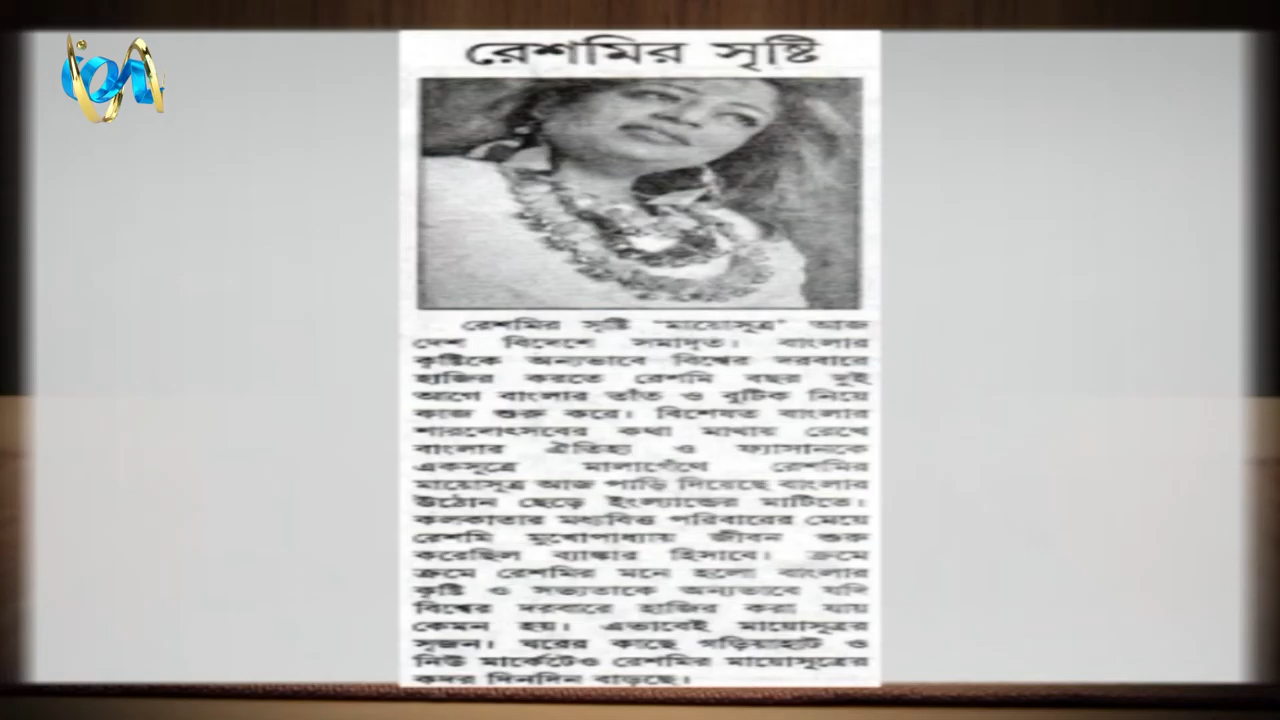 রেশমির সৃষ্টি
রেশমির সৃষ্টি 'মায়োসূত্র' আজ
দেশ বিদেশে সমাদৃত। বাংলার
কৃষ্টিকে অন্যভাবে বিশ্বের দরবারে
হাজির করতে রেশমি বছর দুই
আগে বাংলার তাঁত ও বুটিক নিয়ে
কাজ শুরু করে। বিশেষত বাংলার
শারদোৎসবের কথা মাথায় রেখে
বাংলার ঐতিহ্য ও ফ্যাসানকে
একসূত্রে মালাগেঁথে রেশমির
মায়োসূত্র আজ পাড়ি দিয়েছে বাংলার
উঠোন ছেড়ে ইংল্যান্ডের মাটিতে।
কলকাতার মধ্যবিত্ত পরিবারের মেয়ে
রেশমি মুখোপাধ্যায় জীবন শুরু
করেছিল ব্যাঙ্কার হিসাবে। ক্রমে
ক্রমে রেশমির মনে হলো বাংলার
কৃষ্টি ও সভ্যতাকে অন্যভাবে যদি
বিশ্বের দরবারে হাজির করা যায়
কেমন হয়। এভাবেই মায়োসূত্রর
সৃজন। ঘরের কাছে গড়িয়াহাট ও
নিউ মার্কেটেও রেশমির মায়োসূত্রের
কদর দিনদিন বাড়ছে।